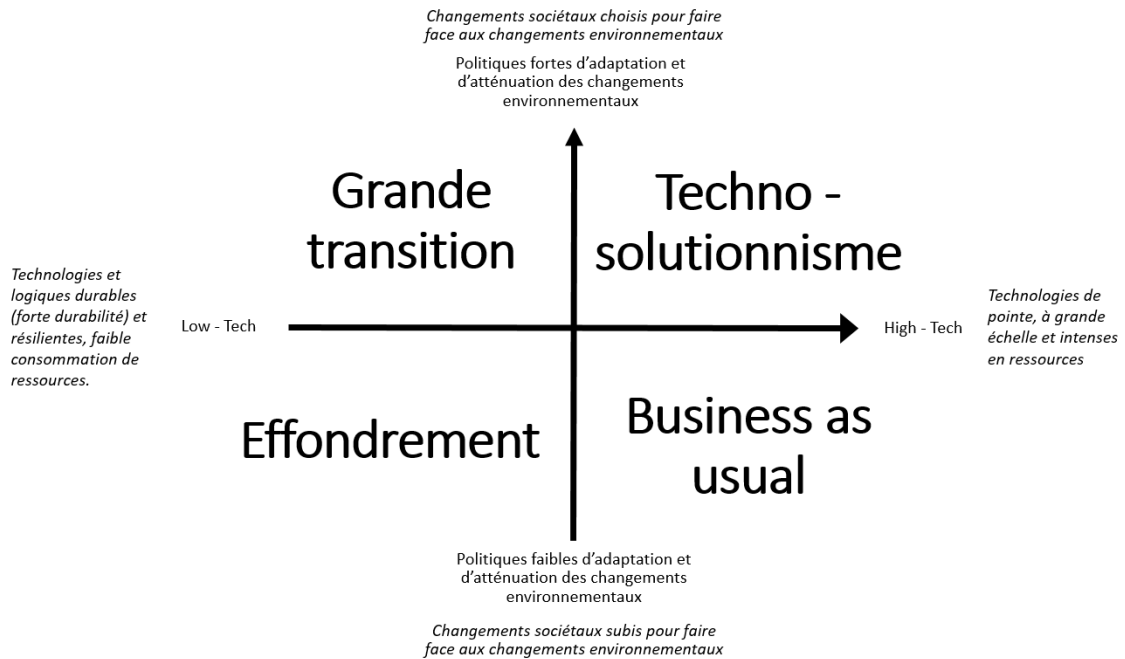 Changements sociétaux choisis pour faire
face aux changements environnementaux
Politiques fortes d’adaptation et
d’atténuation des changements
environnementaux
Grande
transition
Techno -
solutionnisme
Technologies et
logiques durables
(forte durabilité) et
résilientes, faible
consommation de
ressources.
Low - Tech
High - Tech
Technologies de
pointe, à grande
échelle et intenses
en ressources
Effondrement
Business as
usual
Politiques faibles d’adaptation et
d’atténuation des changements
environnementaux
Changements sociétaux subis pour faire
face aux changements environnementaux